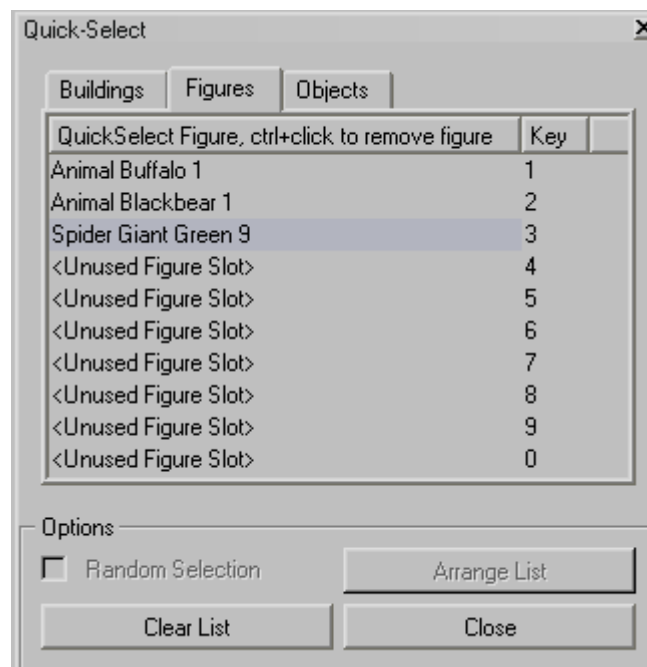 Quick-Select
Buildings Figures Objects
QuickSelect Figure, ctrl+click to remove figure Key
Animal Buffalo 1 1
Animal Blackbear 1 2
Spider Giant Green 9 3
<Unused Figure Slot> 4
<Unused Figure Slot> 5
<Unused Figure Slot> 6
<Unused Figure Slot> 7
<Unused Figure Slot> 8
<Unused Figure Slot> 9
<Unused Figure Slot> 0
Options
Random Selection Arrange List
Clear List Close